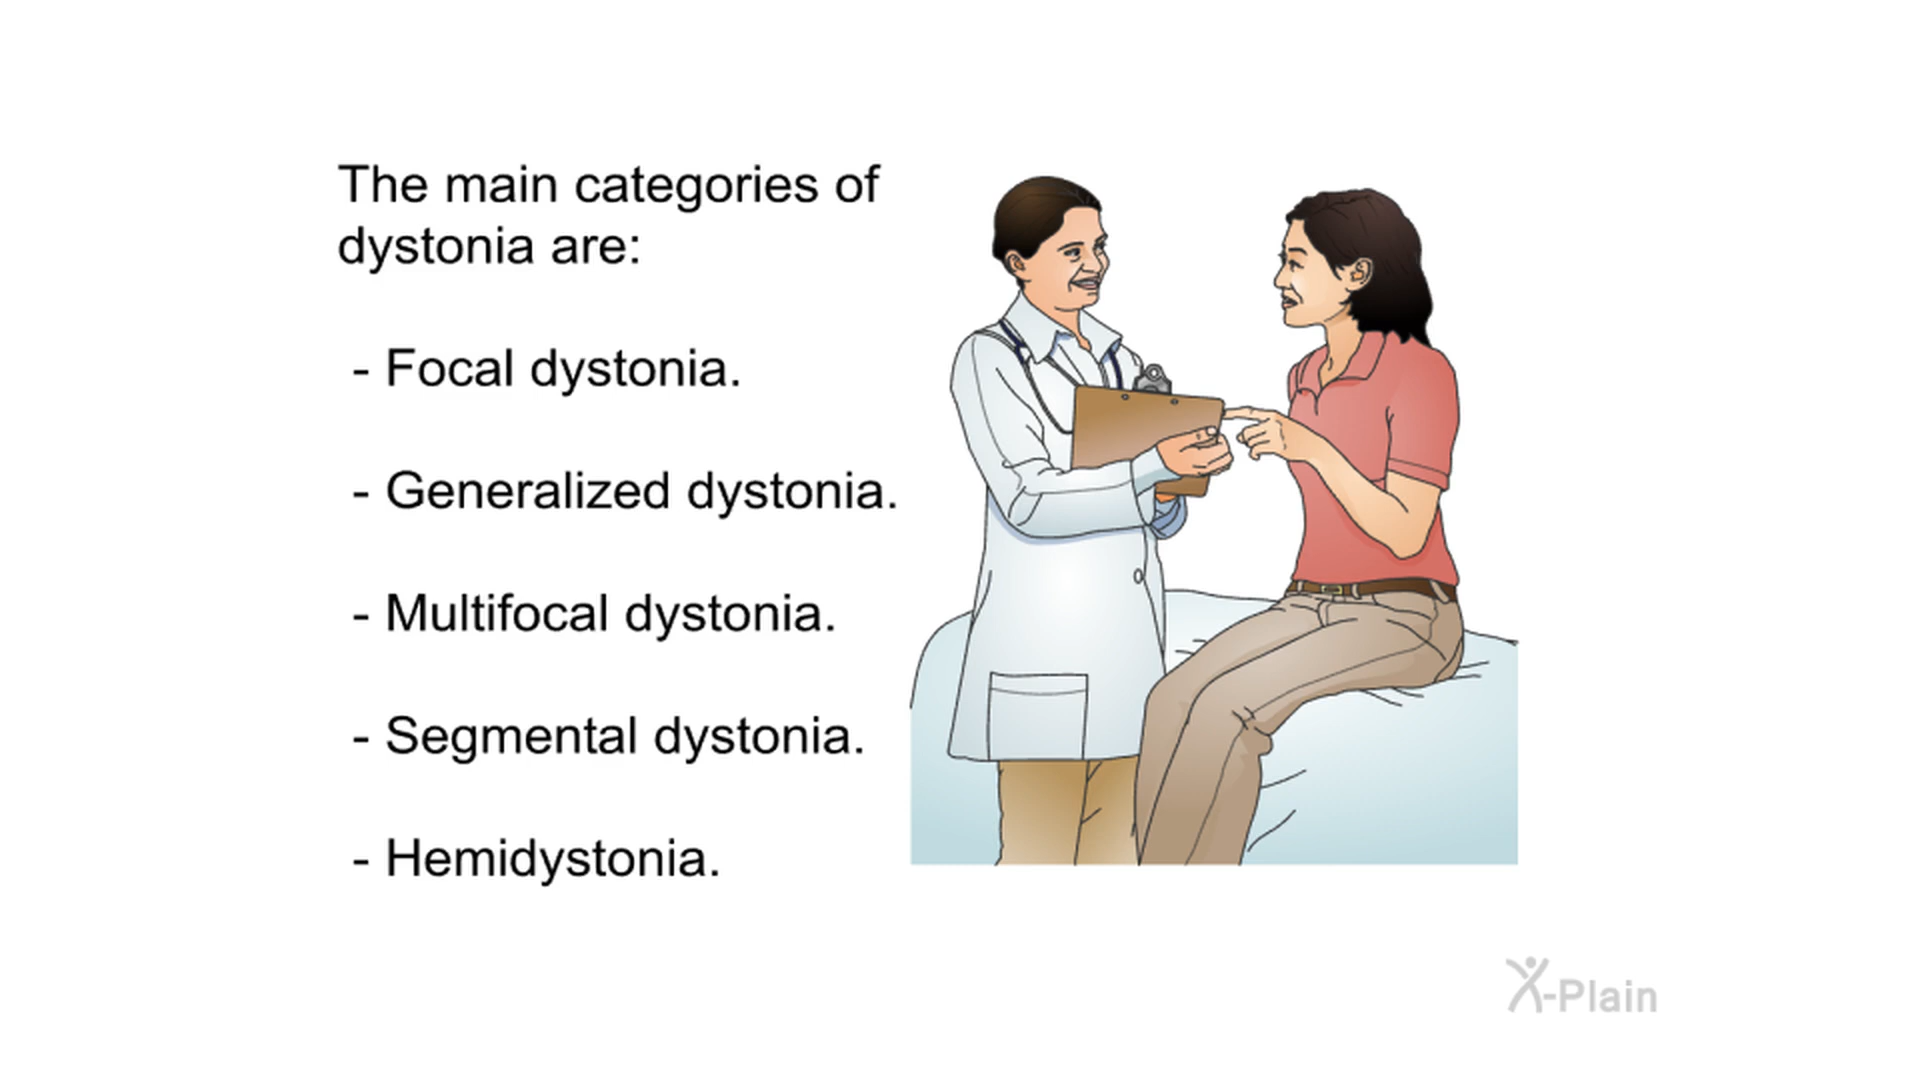 The main categories of
dystonia are:
- Focal dystonia.
- Generalized dystonia.
- Multifocal dystonia.
- Segmental dystonia.
- Hemidystonia.
X-Plain